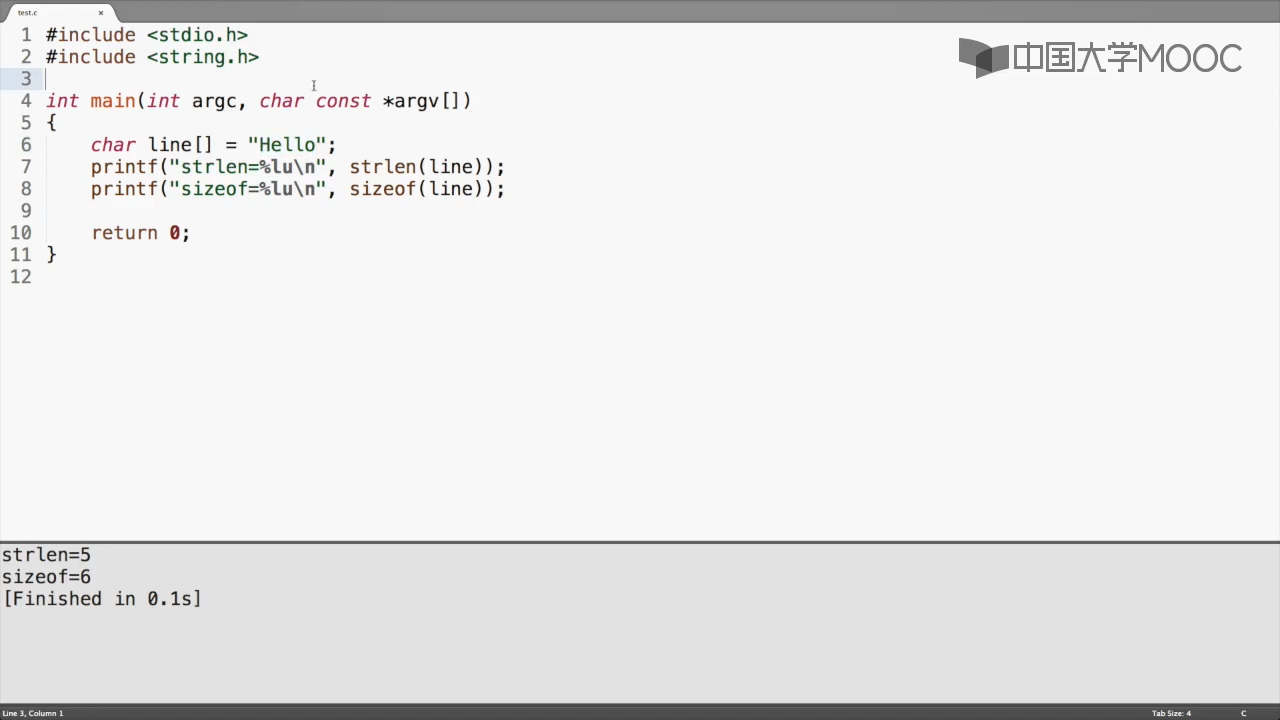 test.c ×
1 #include <stdio.h>
2 #include <string.h>
3
4 int main(int argc, char const *argv[])
5 {
6     char line[] = "Hello";
7     printf("strlen=%lu\n", strlen(line));
8     printf("sizeof=%lu\n", sizeof(line));
9
10     return 0;
11 }
12
中国大学MOOC
strlen=5
sizeof=6
[Finished in 0.1s]
Line 3, Column 1 Tab Size: 4 C